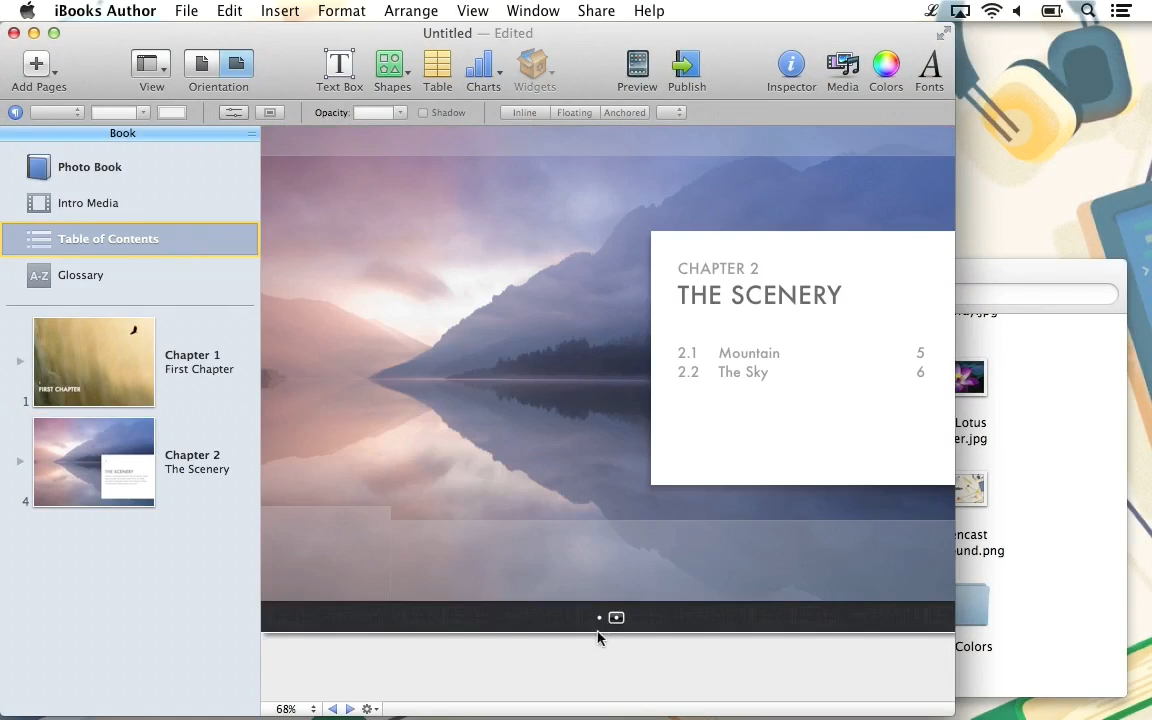 iBooks Author File Edit Insert Format Arrange View Window Share Help
Untitled — Edited
Add Pages View Orientation Text Box Shapes Table Charts Widgets Preview Publish Inspector Media Colors Fonts
Opacity: Shadow Inline Floating Anchored
Book
Photo Book
Intro Media
Table of Contents
A-Z Glossary
FIRST CHAPTER
Chapter 1
First Chapter
1
THE SCENERY
Chapter 2
The Scenery
4
CHAPTER 2
THE SCENERY
2.1 Mountain 5
2.2 The Sky 6
68%
Lotus
er.jpg
ncast
und.png
Colors